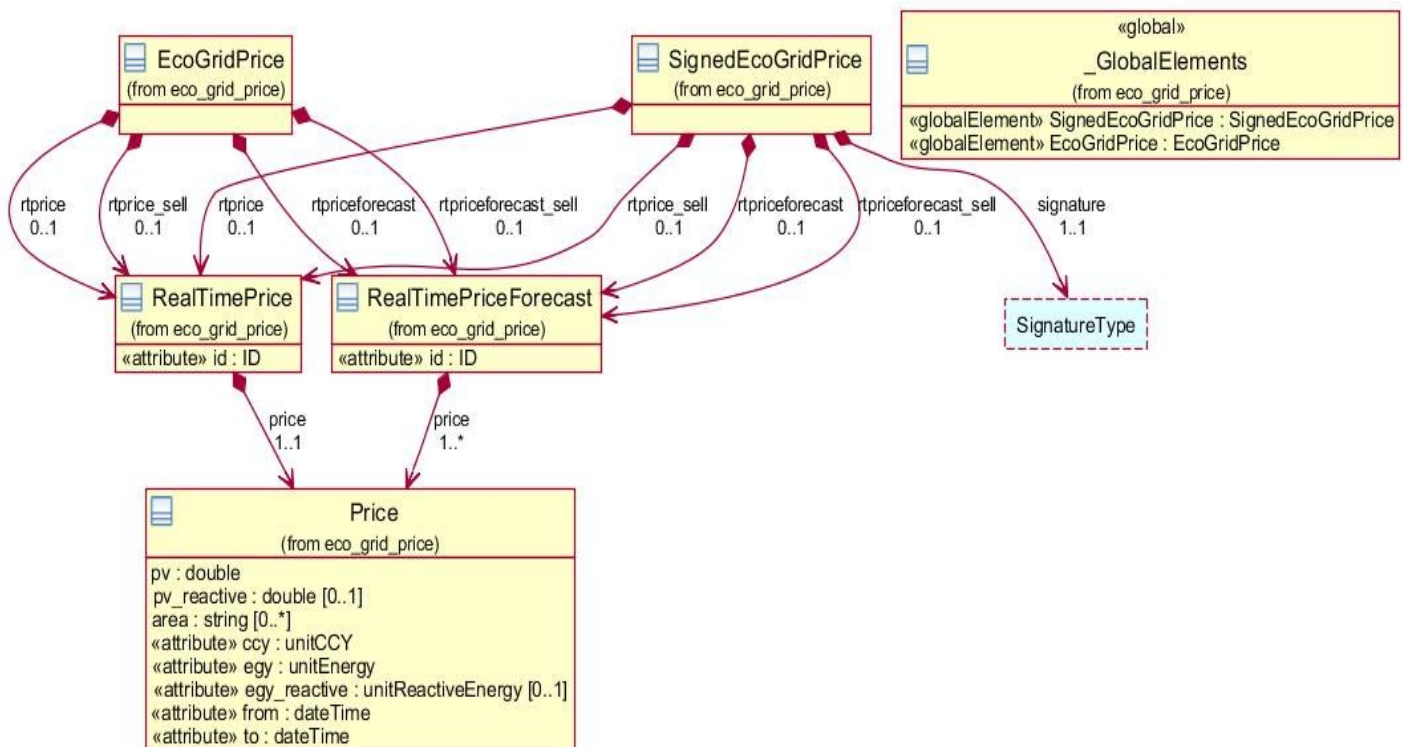 «global»
EcoGridPrice
(from eco_grid_price)
SignedEcoGridPrice
(from eco_grid_price)
_GlobalElements
(from eco_grid_price)
«globalElement» SignedEcoGridPrice : SignedEcoGridPrice
«globalElement» EcoGridPrice : EcoGridPrice
rtprice
0..1
rtprice_sell
0..1
rtprice
0..1
rtpriceforecast
0..1
rtpriceforecast_sell
0..1
rtprice_sell
0..1
rtpriceforecast
0..1
rtpriceforecast_sell
0..1
signature
1..1
RealTimePrice
(from eco_grid_price)
«attribute» id : ID
RealTimePriceForecast
(from eco_grid_price)
«attribute» id : ID
SignatureType
price
1..1
price
1..*
Price
(from eco_grid_price)
pv : double
pv_reactive : double [0..1]
area : string [0..*]
«attribute» ccy : unitCCY
«attribute» egy : unitEnergy
«attribute» egy_reactive : unitReactiveEnergy [0..1]
«attribute» from : dateTime
«attribute» to : dateTime